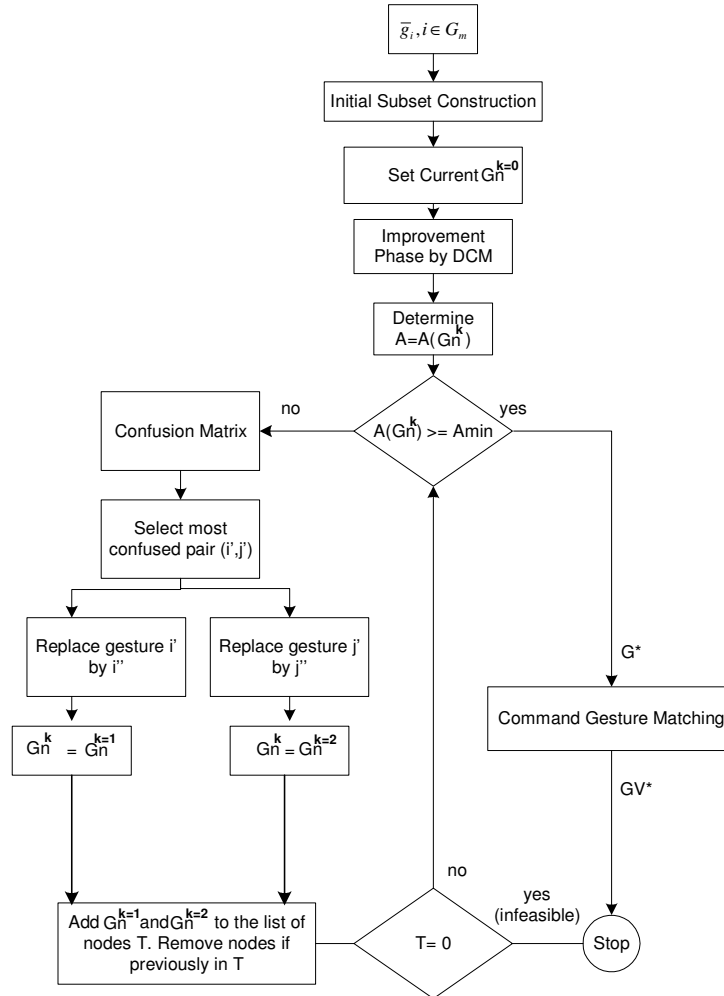 g̅ᵢ, i ∈ Gₘ
Initial Subset Construction
Set Current Gn^k=0
Improvement
Phase by DCM
Determine
A=A(Gn^k)
no
yes
Confusion Matrix
A(Gn^k) >= Amin
Select most
confused pair (i',j')
Replace gesture i'
by i''
Replace gesture j'
by j''
G*
Command Gesture Matching
Gn^k = Gn^k=1
Gn^k = Gn^k=2
GV*
no
yes
(infeasible)
Add Gn^k=1 and Gn^k=2 to the list of
nodes T. Remove nodes if
previously in T
T= 0
Stop